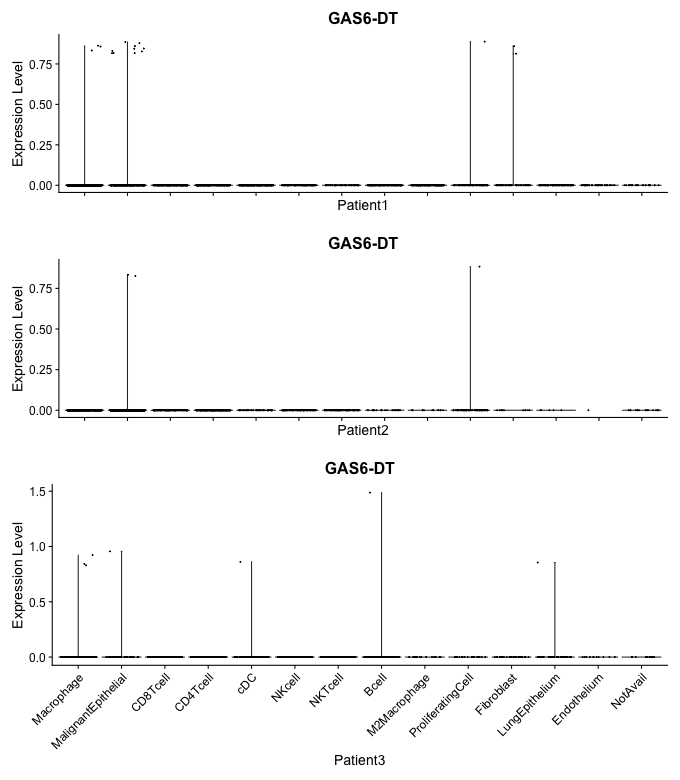 GAS6-DT
Expression Level
0.75
0.50
0.25
0.00
Patient1
GAS6-DT
Expression Level
0.75
0.50
0.25
0.00
Patient2
GAS6-DT
Expression Level
1.5
1.0
0.5
0.0
Macrophage
MalignantEpithelial
CD8Tcell
CD4Tcell
cDC
NKcell
NKTcell
Bcell
M2Macrophage
ProliferatingCell
Fibroblast
LungEpithelium
Endothelium
NotAvail
Patient3